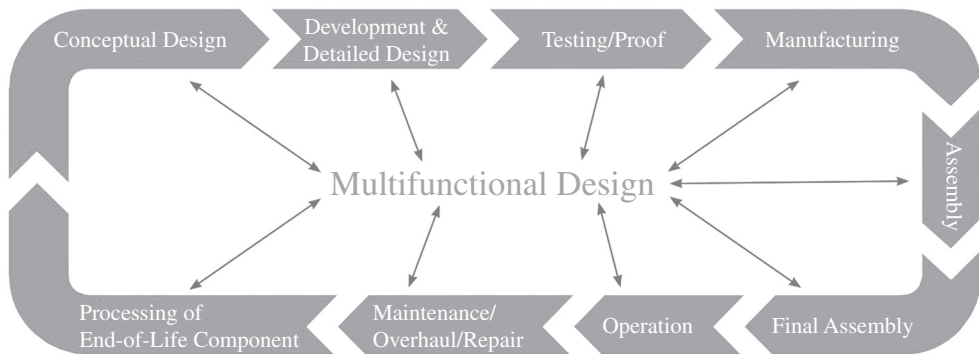 Conceptual Design
Development &
Detailed Design
Testing/Proof
Manufacturing
Assembly
Multifunctional Design
Processing of
End-of-Life Component
Maintenance/
Overhaul/Repair
Operation
Final Assembly